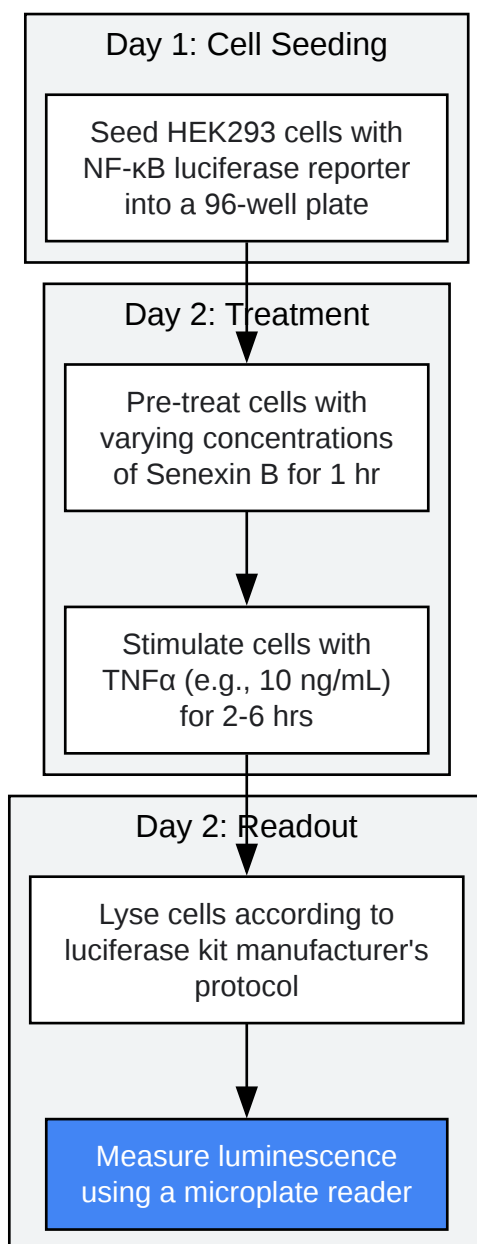 Day 1: Cell Seeding
Seed HEK293 cells with
NF-κB luciferase reporter
into a 96-well plate
Day 2: Treatment
Pre-treat cells with
varying concentrations
of Senexin B for 1 hr
Stimulate cells with
TNFα (e.g., 10 ng/mL)
for 2-6 hrs
Day 2: Readout
Lyse cells according to
luciferase kit manufacturer's
protocol
Measure luminescence
using a microplate reader